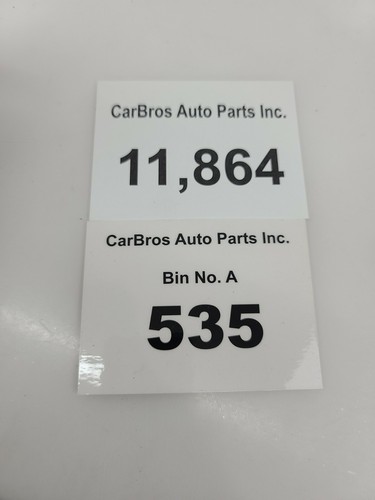 CarBros Auto Parts Inc.
11,864
CarBros Auto Parts Inc.
Bin No. A
535